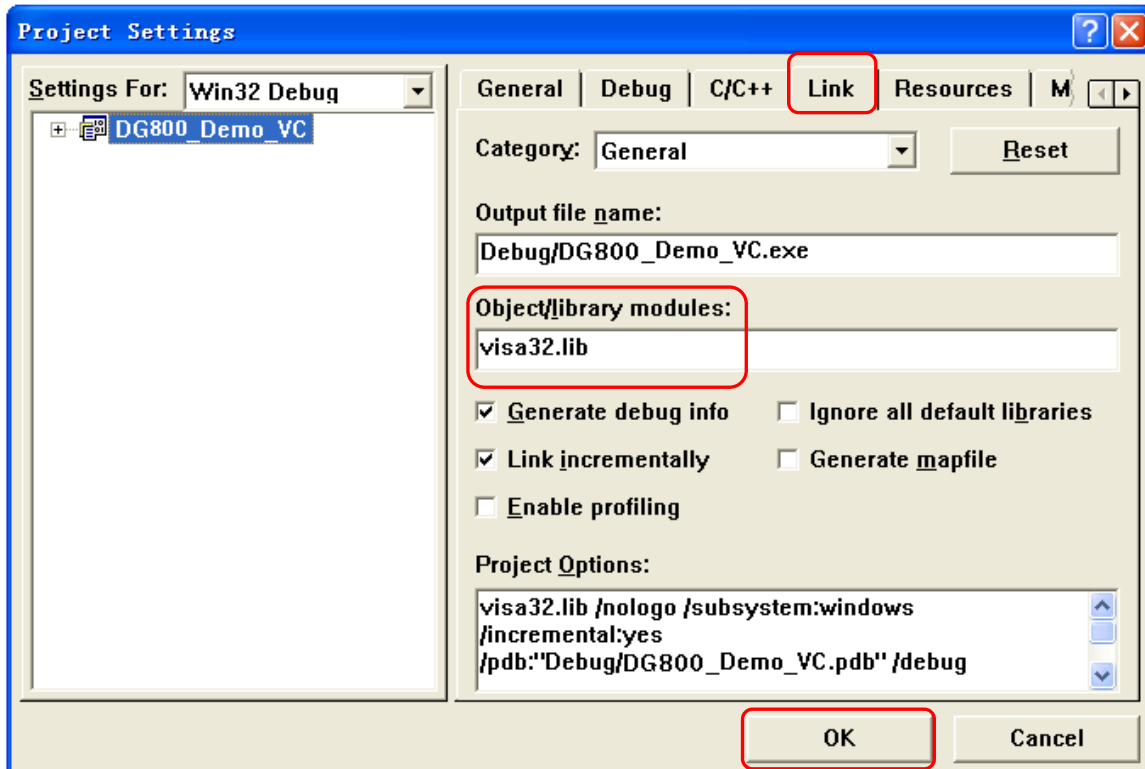 Project Settings
Settings For: Win32 Debug
DG800_Demo_VC
General Debug C/C++ Link Resources M
Category: General Reset
Output file name:
Debug/DG800_Demo_VC.exe
Object/library modules:
visa32.lib
Generate debug info Ignore all default libraries
Link incrementally Generate mapfile
Enable profiling
Project Options:
visa32.lib /nologo /subsystem:windows
/incremental:yes
/pdb:"Debug/DG800_Demo_VC.pdb" /debug
OK Cancel